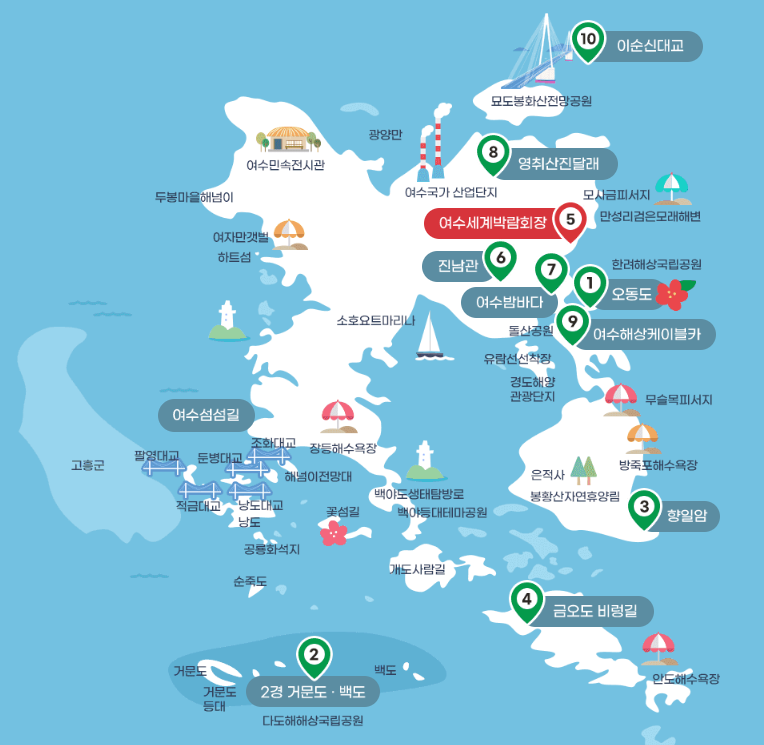 10
이순신대교
묘도봉화산전망공원
광양만
8
영취산진달래
여수민속전시관
여수국가 산업단지
두봉마을해넘이
모사금피서지
만성리검은모래해변
여수세계박람회장
5
여자만갯벌
하트섬
진남관
6
7
한려해상국립공원
1
오동도
여수밤바다
소호요트마리나
돌산공원
9
여수해상케이블카
유람선선착장
경도해양
관광단지
무슬목피서지
여수섬섬길
조화대교
장등해수욕장
방죽포해수욕장
고흥군
팔영대교
둔병대교
해넘이전망대
은적사
봉황산자연휴양림
백야도생태탐방로
적금대교
낭도대교
낭도
꽃섬길
백야등대테마공원
3
향일암
공룡화석지
개도사람길
순죽도
4
금오도 비렁길
2
거문도
백도
안도해수욕장
거문도
등대
2경 거문도 · 백도
다도해해상국립공원